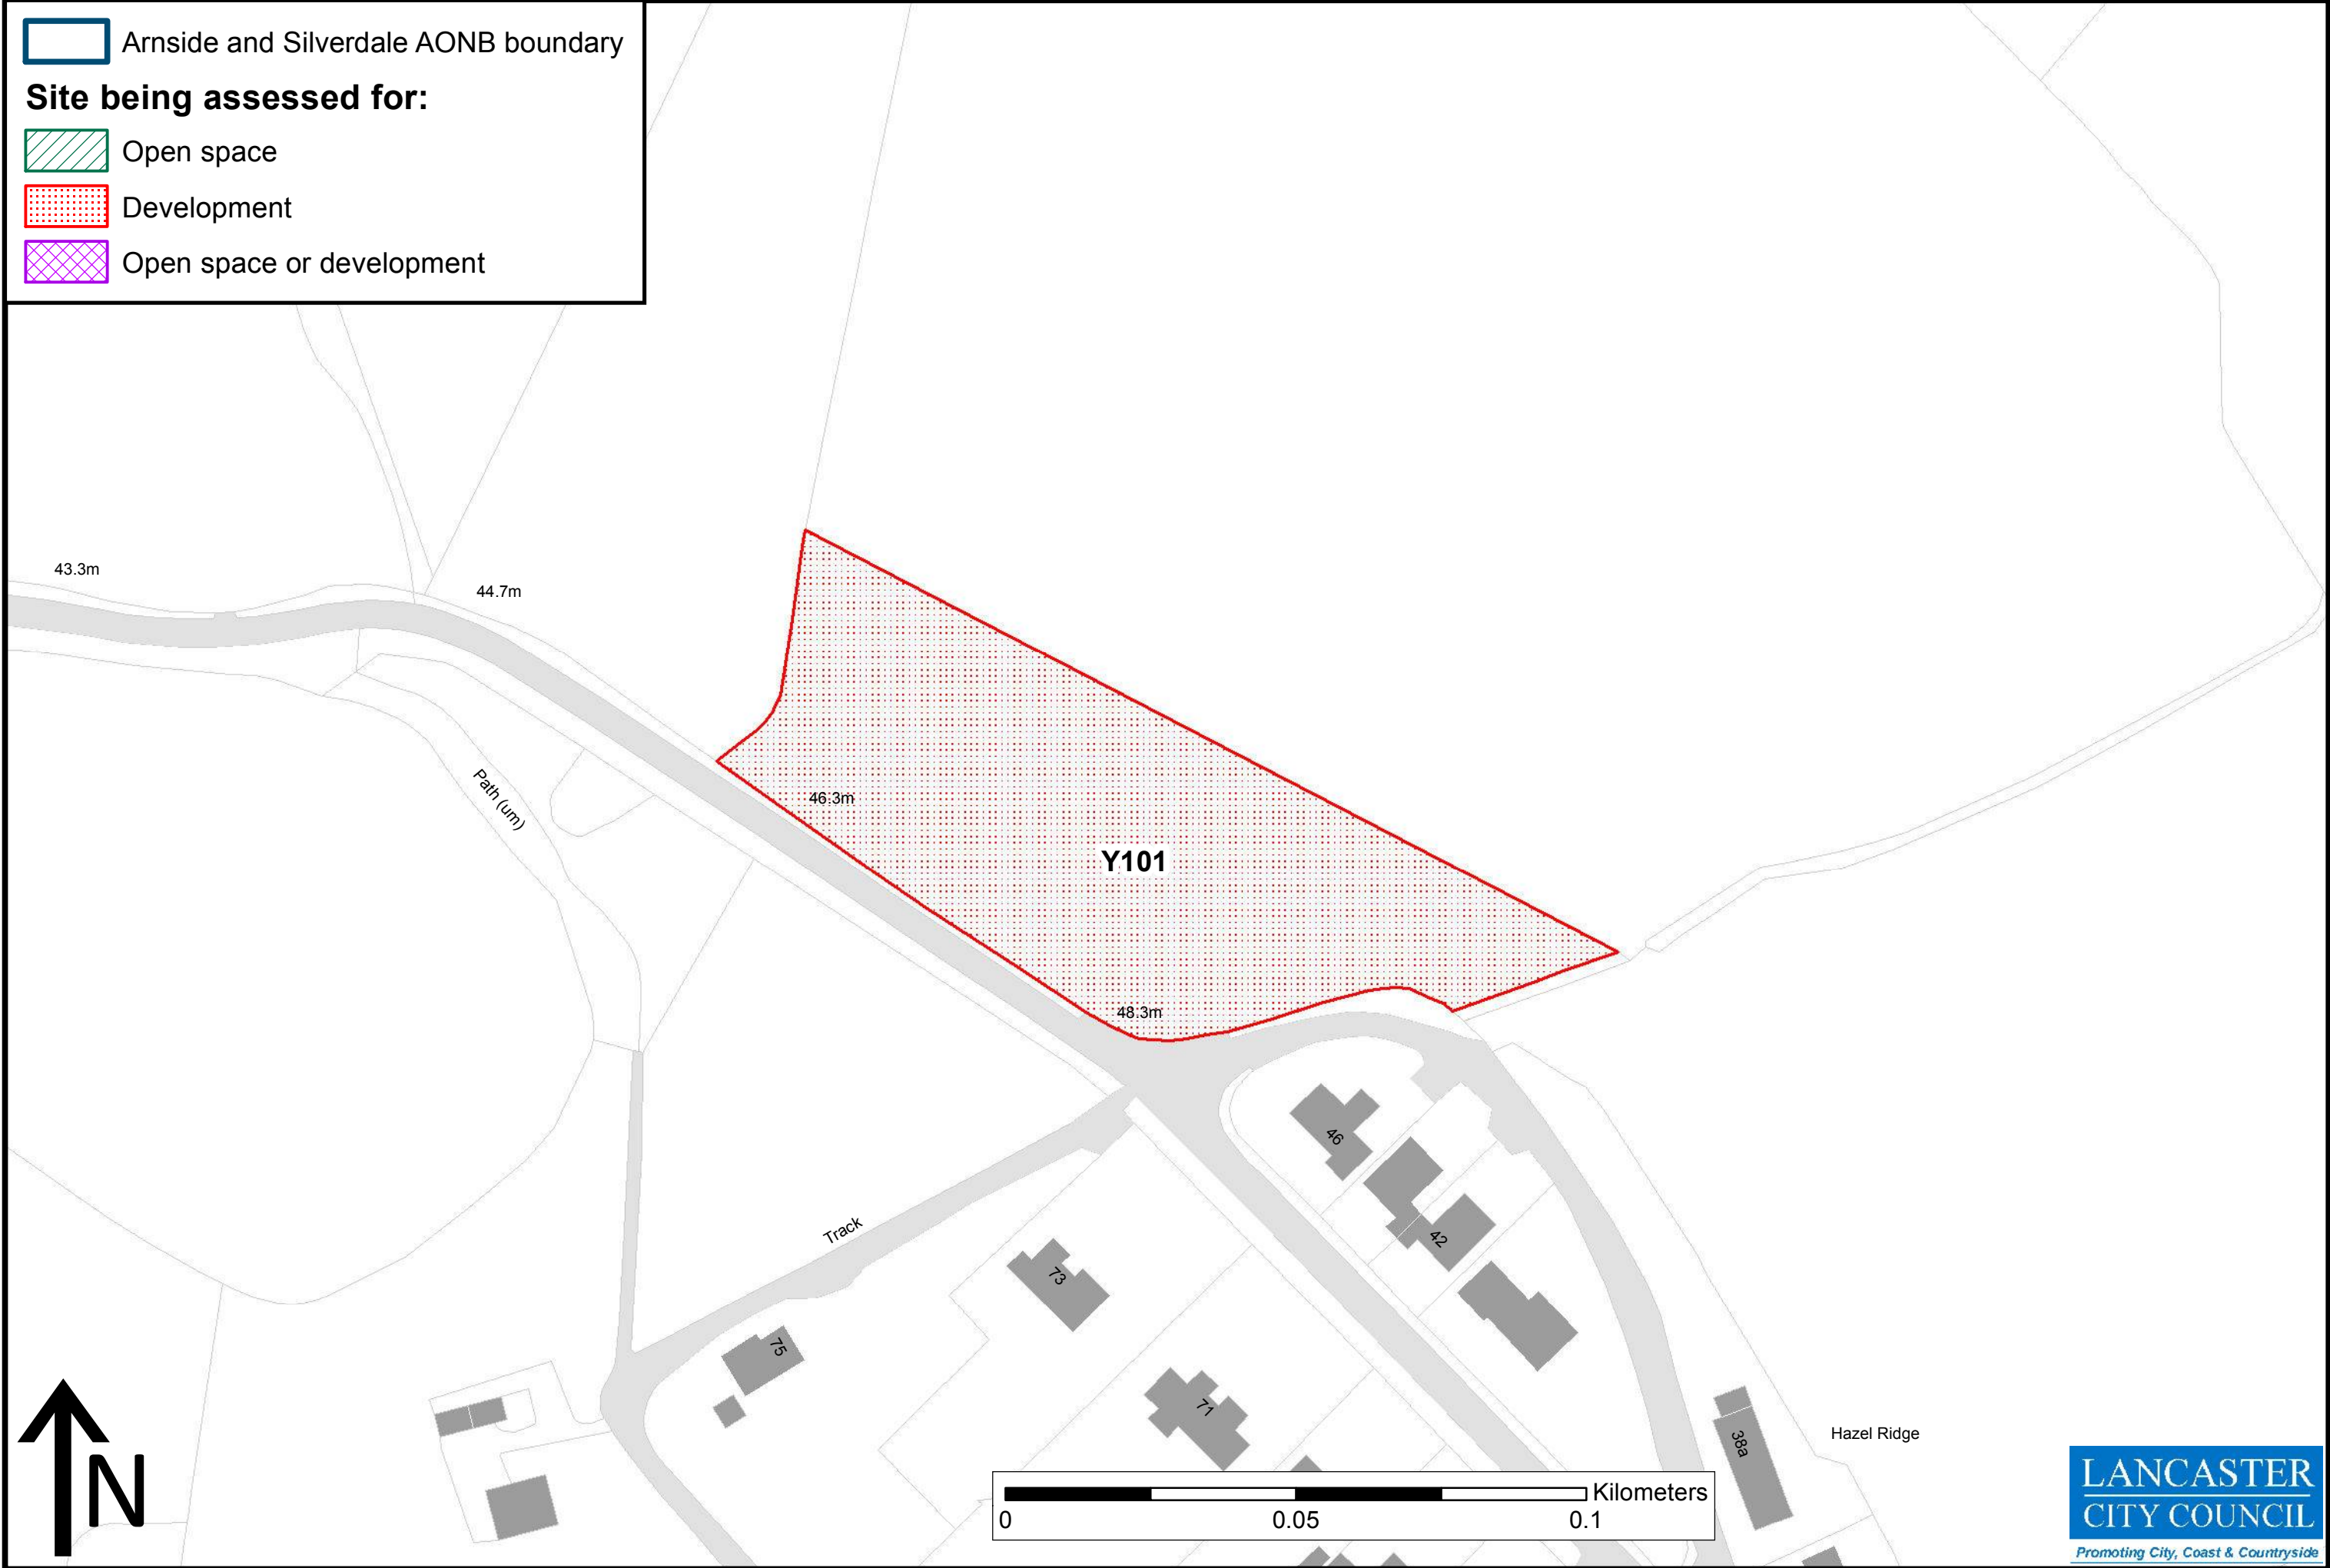 Arnside and Silverdale AONB boundary
Site being assessed for:
Open space
Development
Open space or development
43.3m
44.7m
Path (um)
46.3m
Y101
48.3m
46
42
Track
73
75
71
38a
Hazel Ridge
N
Kilometers
0 0.05 0.1
LANCASTER
CITY COUNCIL
Promoting City, Coast & Countryside